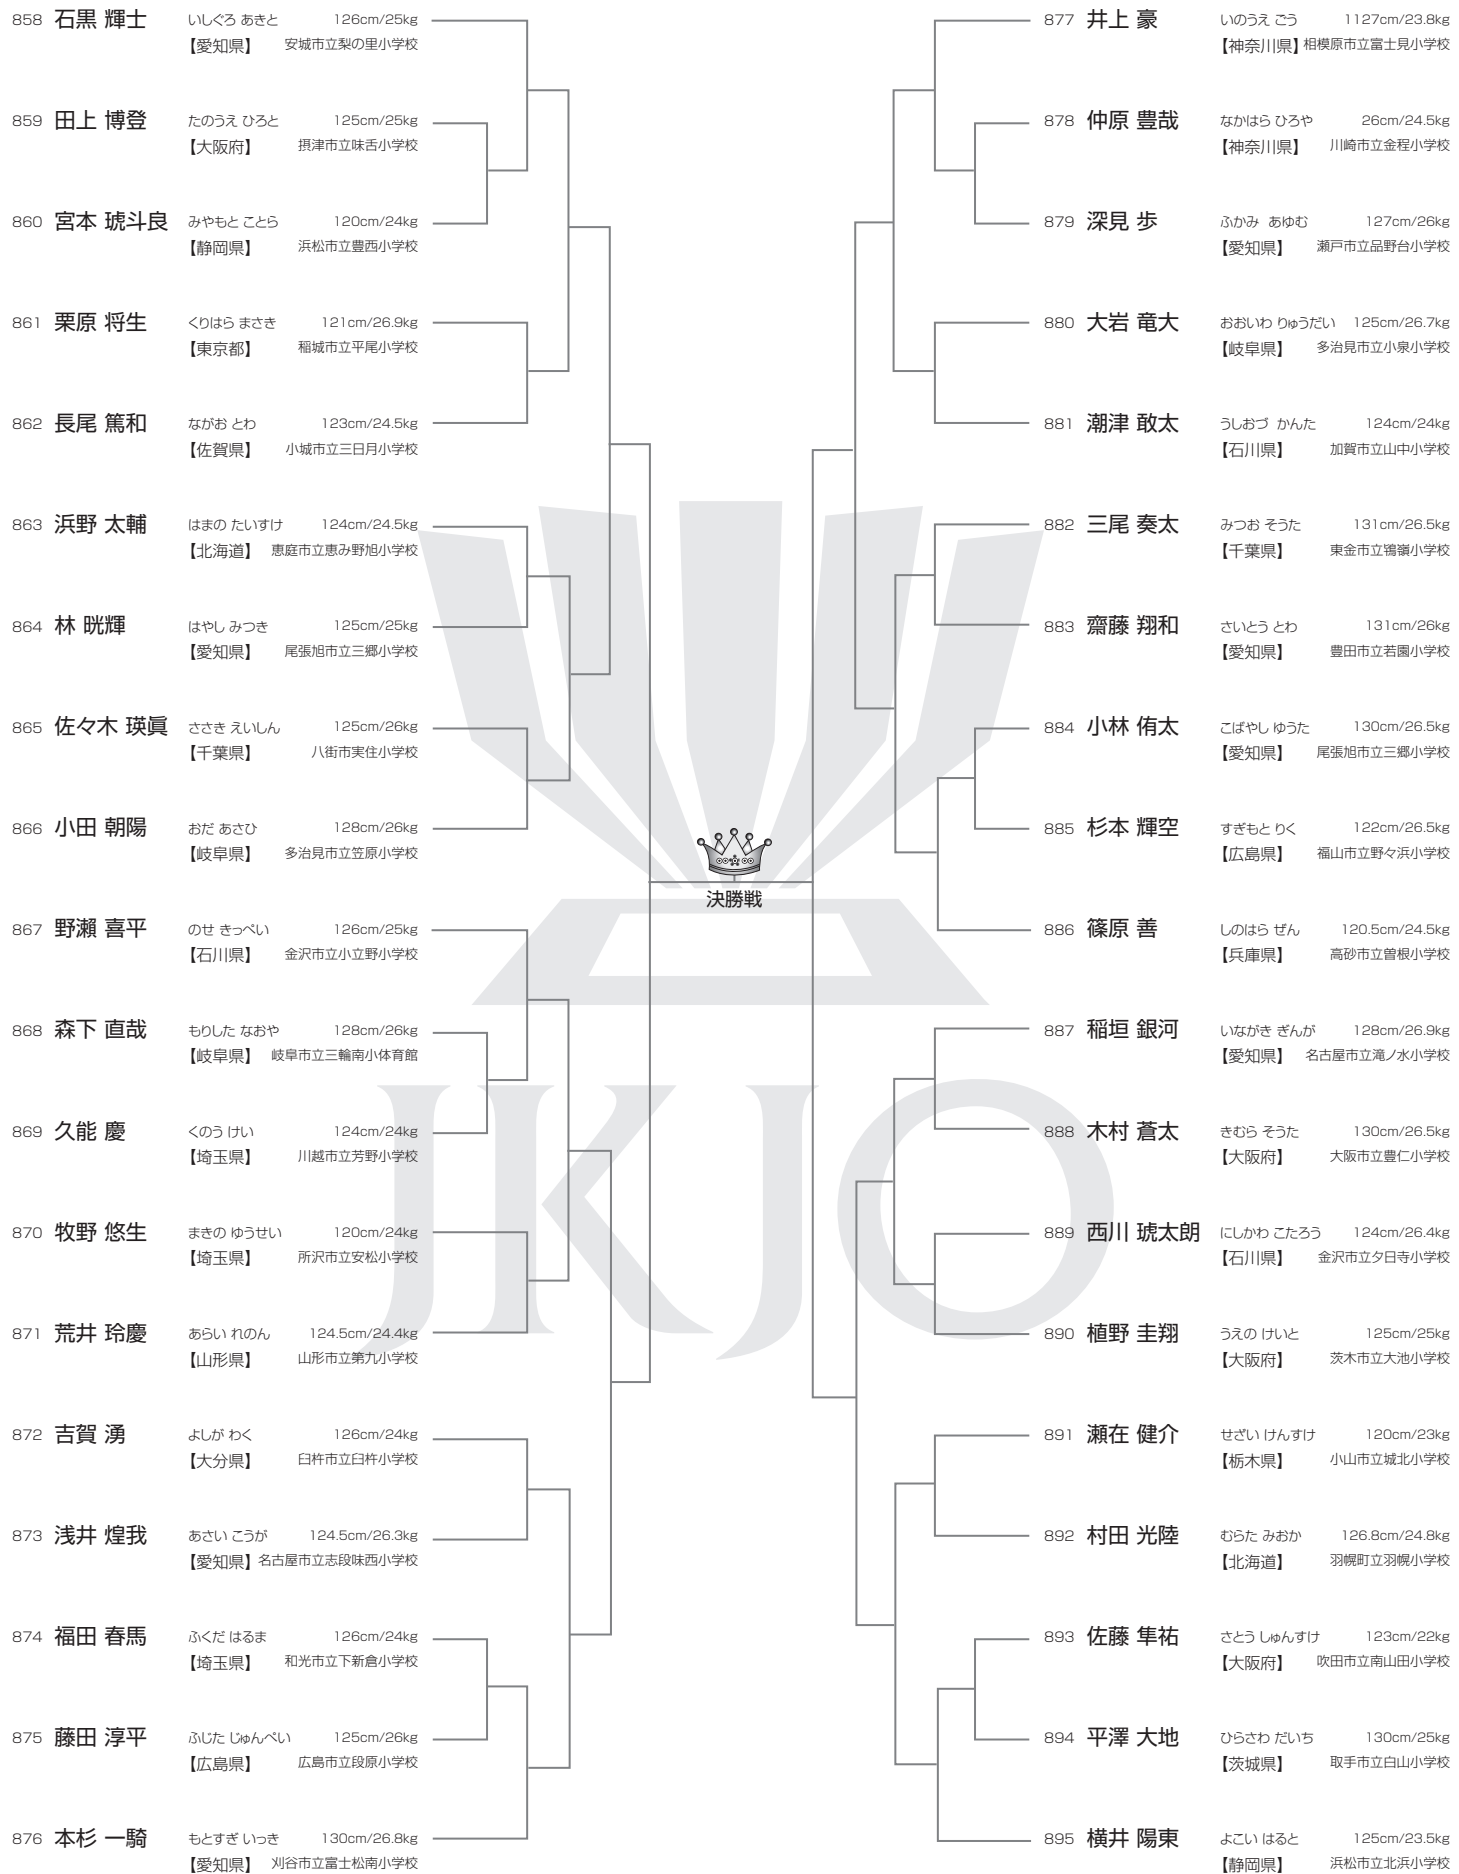 858 石黒 輝士 いしぐろ あきと 126cm/25kg
【愛知県】 安城市立梨の里小学校
859 田上 博登 たのうえ ひろと 125cm/25kg
【大阪府】 摂津市立味舌小学校
860 宮本 琥斗良 みやもと ことら 120cm/24kg
【静岡県】 浜松市立豊西小学校
861 栗原 将生 くりはら まさき 121cm/26.9kg
【東京都】 稲城市立平尾小学校
862 長尾 篤和 ながお とわ 123cm/24.5kg
【佐賀県】 小城市立三日月小学校
863 浜野 太輔 はまの たいすけ 124cm/24.5kg
【北海道】 恵庭市立恵み野旭小学校
864 林 晄輝 はやし みつき 125cm/25kg
【愛知県】 尾張旭市立三郷小学校
865 佐々木 瑛眞 ささき えいしん 125cm/26kg
【千葉県】 八街市実住小学校
866 小田 朝陽 おだ あさひ 128cm/26kg
【岐阜県】 多治見市立笠原小学校
867 野瀬 喜平 のせ きっぺい 126cm/25kg
【石川県】 金沢市立小立野小学校
868 森下 直哉 もりした なおや 128cm/26kg
【岐阜県】 岐阜市立三輪南小体育館
869 久能 慶 くのう けい 124cm/24kg
【埼玉県】 川越市立芳野小学校
870 牧野 悠生 まきの ゆうせい 120cm/24kg
【埼玉県】 所沢市立安松小学校
871 荒井 玲慶 あらい れのん 124.5cm/24.4kg
【山形県】 山形市立第九小学校
872 吉賀 湧 よしが わく 126cm/24kg
【大分県】 臼杵市立臼杵小学校
873 浅井 煌我 あさい こうが 124.5cm/26.3kg
【愛知県】 名古屋市立志段味西小学校
874 福田 春馬 ふくだ はるま 126cm/24kg
【埼玉県】 和光市立下新倉小学校
875 藤田 淳平 ふじた じゅんぺい 125cm/26kg
【広島県】 広島市立段原小学校
876 本杉 一騎 もとすぎ いっき 130cm/26.8kg
【愛知県】 刈谷市立富士松南小学校
決勝戦
JKJO
877 井上 豪 いのうえ ごう 1127cm/23.8kg
【神奈川県】 相模原市立富士見小学校
878 仲原 豊哉 なかはら ひろや 26cm/24.5kg
【神奈川県】 川崎市立金程小学校
879 深見 歩 ふかみ あゆむ 127cm/26kg
【愛知県】 瀬戸市立品野台小学校
880 大岩 竜大 おおいわ りゅうだい 125cm/26.7kg
【岐阜県】 多治見市立小泉小学校
881 潮津 敢太 うしおづ かんた 124cm/24kg
【石川県】 加賀市立山中小学校
882 三尾 奏太 みつお そうた 131cm/26.5kg
【千葉県】 東金市立鴇嶺小学校
883 齋藤 翔和 さいとう とわ 131cm/26kg
【愛知県】 豊田市立若園小学校
884 小林 侑太 こばやし ゆうた 130cm/26.5kg
【愛知県】 尾張旭市立三郷小学校
885 杉本 輝空 すぎもと りく 122cm/26.5kg
【広島県】 福山市立野々浜小学校
886 篠原 善 しのはら ぜん 120.5cm/24.5kg
【兵庫県】 高砂市立曽根小学校
887 稲垣 銀河 いながき ぎんが 128cm/26.9kg
【愛知県】 名古屋市立滝ノ水小学校
888 木村 蒼太 きむら そうた 130cm/26.5kg
【大阪府】 大阪市立豊仁小学校
889 西川 琥太朗 にしかわ こたろう 124cm/26.4kg
【石川県】 金沢市立夕日寺小学校
890 植野 圭翔 うえの けいと 125cm/25kg
【大阪府】 茨木市立大池小学校
891 瀬在 健介 せざい けんすけ 120cm/23kg
【栃木県】 小山市立城北小学校
892 村田 光陸 むらた みおか 126.8cm/24.8kg
【北海道】 羽幌町立羽幌小学校
893 佐藤 隼祐 さとう しゅんすけ 123cm/22kg
【大阪府】 吹田市立南山田小学校
894 平澤 大地 ひらさわ だいち 130cm/25kg
【茨城県】 取手市立白山小学校
895 横井 陽東 よこい はると 125cm/23.5kg
【静岡県】 浜松市立北浜小学校